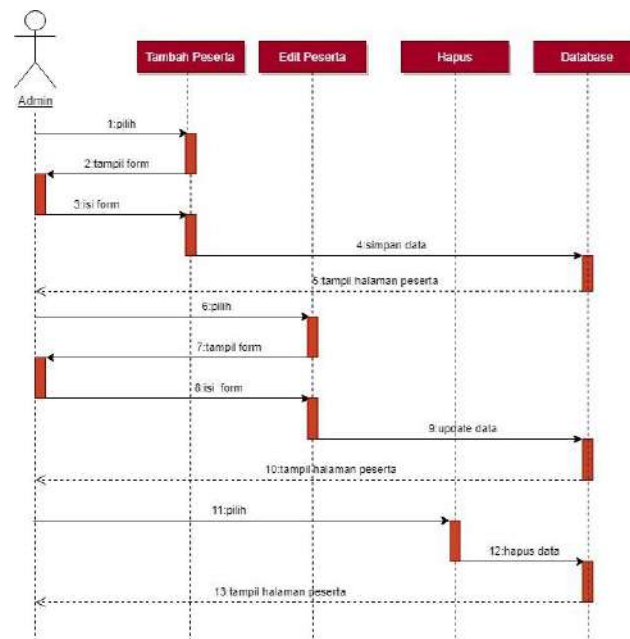 Tambah Peserta
Edit Peserta
Hapus
Database
Admin
1:pilih
2:tampil form
3:isi form
4:simpan data
5:tampil halaman peserta
6:pilih
7:tampil form
8:isi form
9:update data
10:tampil halaman peserta
11:pilih
12:hapus data
13:tampil halaman peserta